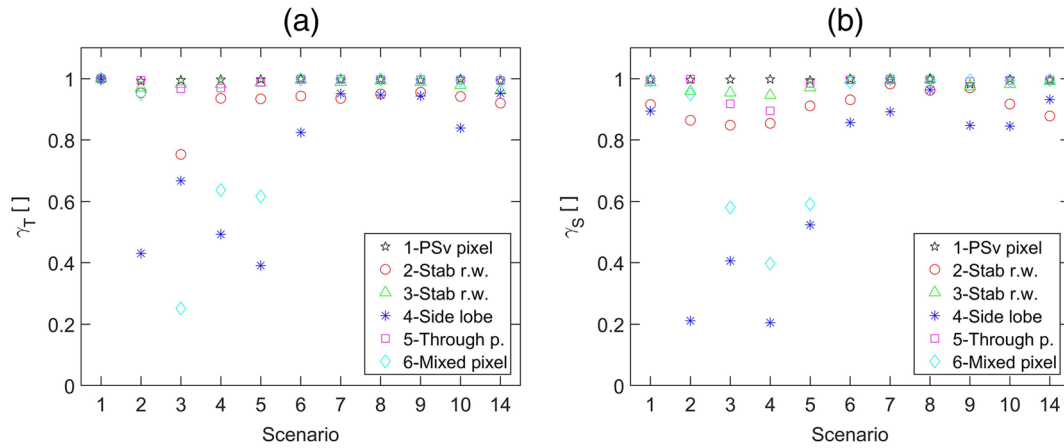 (a)
1
0.8
0.6
0.4
0.2
0
γT [ ]
1-PSv pixel
2-Stab r.w.
3-Stab r.w.
4-Side lobe
5-Through p.
6-Mixed pixel
1 2 3 4 5 6 7 8 9 10 14
Scenario
(b)
1
0.8
0.6
0.4
0.2
0
γS [ ]
1-PSv pixel
2-Stab r.w.
3-Stab r.w.
4-Side lobe
5-Through p.
6-Mixed pixel
1 2 3 4 5 6 7 8 9 10 14
Scenario